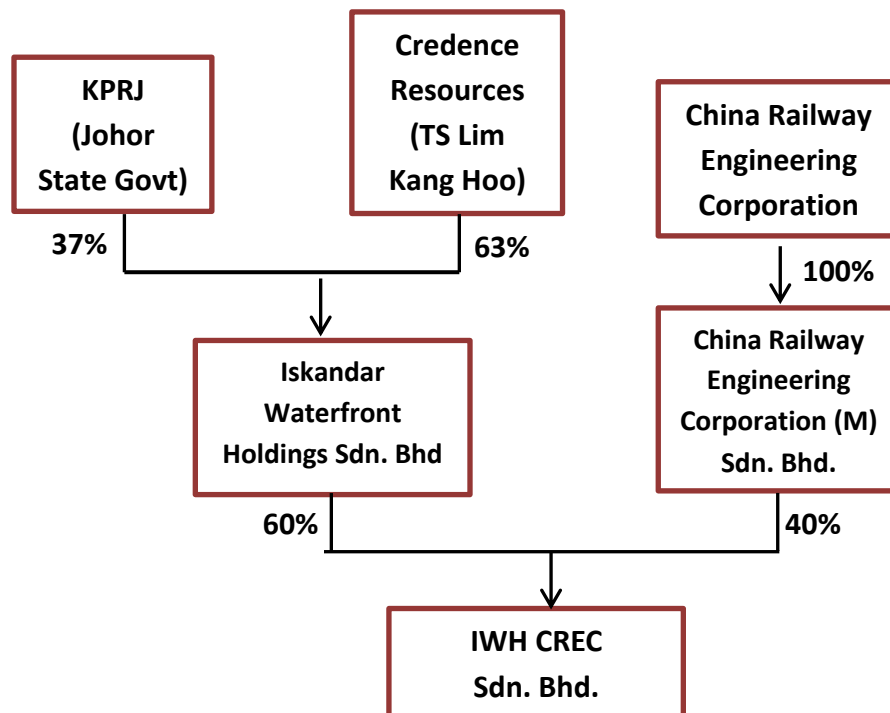 KPRJ
(Johor
State Govt)
Credence
Resources
(TS Lim
Kang Hoo)
China Railway
Engineering
Corporation
37%
63%
100%
Iskandar
Waterfront
Holdings Sdn. Bhd
China Railway
Engineering
Corporation (M)
Sdn. Bhd.
60%
40%
IWH CREC
Sdn. Bhd.